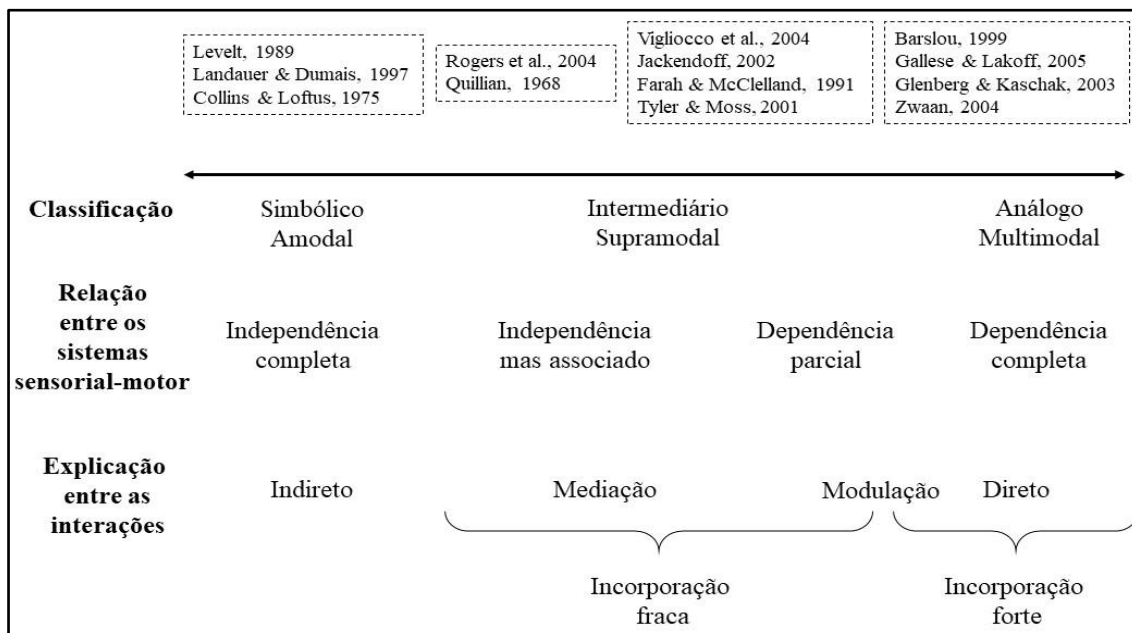 Levelt, 1989
Landauer & Dumais, 1997
Collins & Loftus, 1975
Rogers et al., 2004
Quillian, 1968
Vigliocco et al., 2004
Jackendoff, 2002
Farah & McClelland, 1991
Tyler & Moss, 2001
Barslou, 1999
Gallese & Lakoff, 2005
Glenberg & Kaschak, 2003
Zwaan, 2004
Classificação
Simbólico
Amodal
Intermediário
Supramodal
Análogo
Multimodal
Relação
entre os
sistemas
sensorial-motor
Independência
completa
Independência
mas associado
Dependência
parcial
Dependência
completa
Explicação
entre as
interações
Indireto
Mediação
Modulação
Direto
Incorporação
fraca
Incorporação
forte